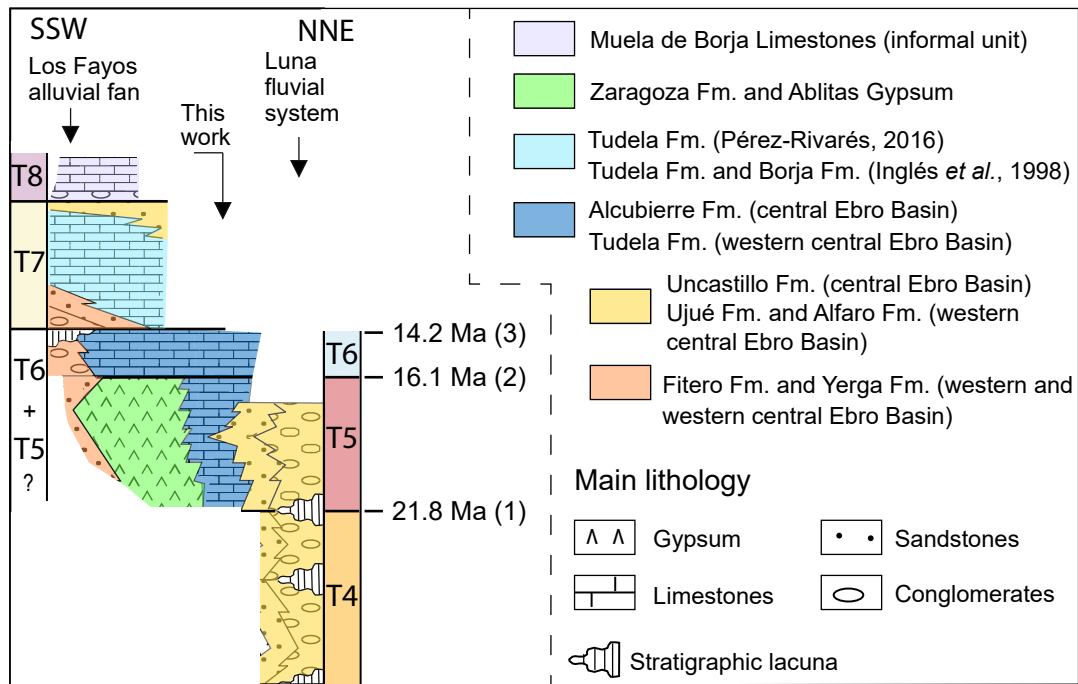 SSW
NNE
Los Fayos
alluvial fan
This
work
Luna
fluvial
system
T8
T7
T6
+
T5
?
14.2 Ma (3)
T6
16.1 Ma (2)
T5
21.8 Ma (1)
T4
Muela de Borja Limestones (informal unit)
Zaragoza Fm. and Ablitas Gypsum
Tudela Fm. (Pérez-Rivarés, 2016)
Tudela Fm. and Borja Fm. (Inglés et al., 1998)
Alcubierre Fm. (central Ebro Basin)
Tudela Fm. (western central Ebro Basin)
Uncastillo Fm. (central Ebro Basin)
Ujué Fm. and Alfaro Fm. (western
central Ebro Basin)
Fitero Fm. and Yerga Fm. (western and
western central Ebro Basin)
Main lithology
Gypsum
Sandstones
Limestones
Conglomerates
Stratigraphic lacuna